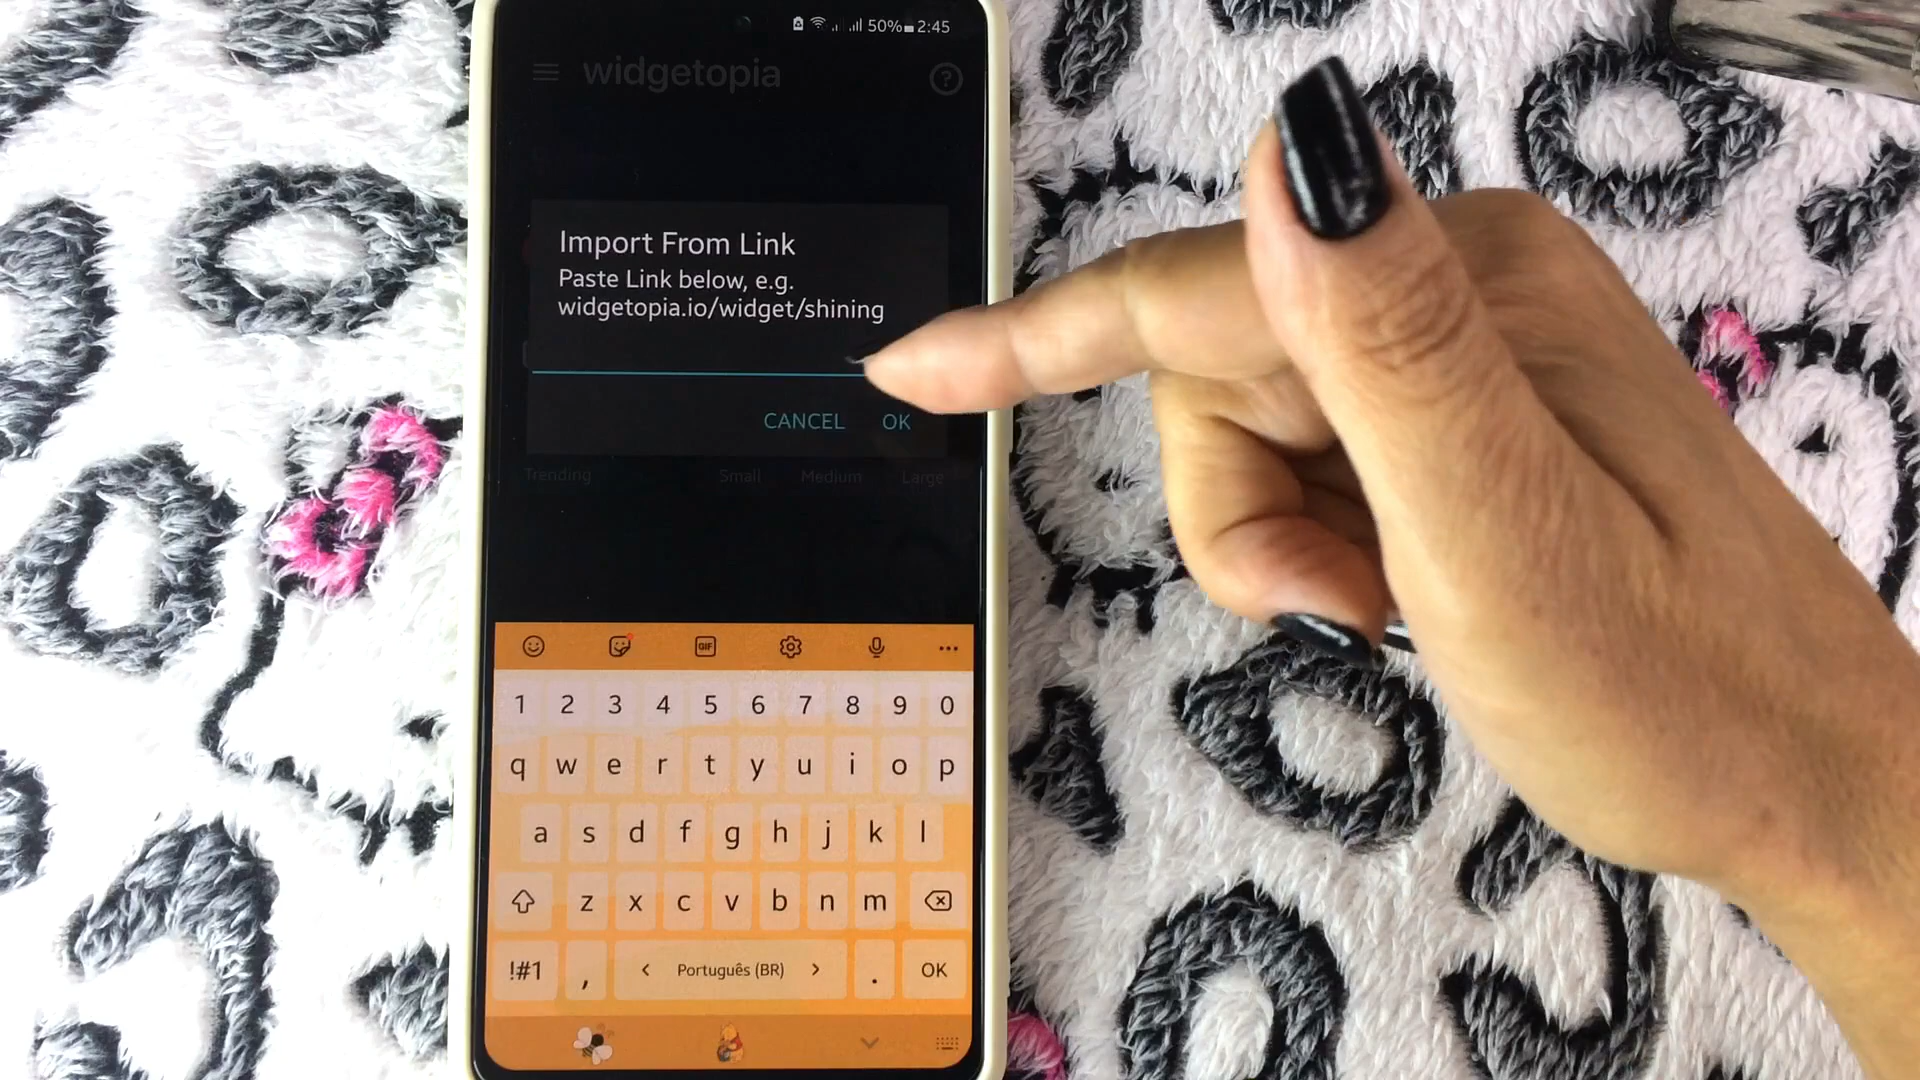 50% 2:45
widgetopia
?
Import From Link
Paste Link below, e.g.
widgetopia.io/widget/shining
CANCEL OK
Trending Small Medium Large
GIF
1 2 3 4 5 6 7 8 9 0
q w e r t y u i o p
a s d f g h j k l
z x c v b n m
!#1 , < Português (BR) > . OK